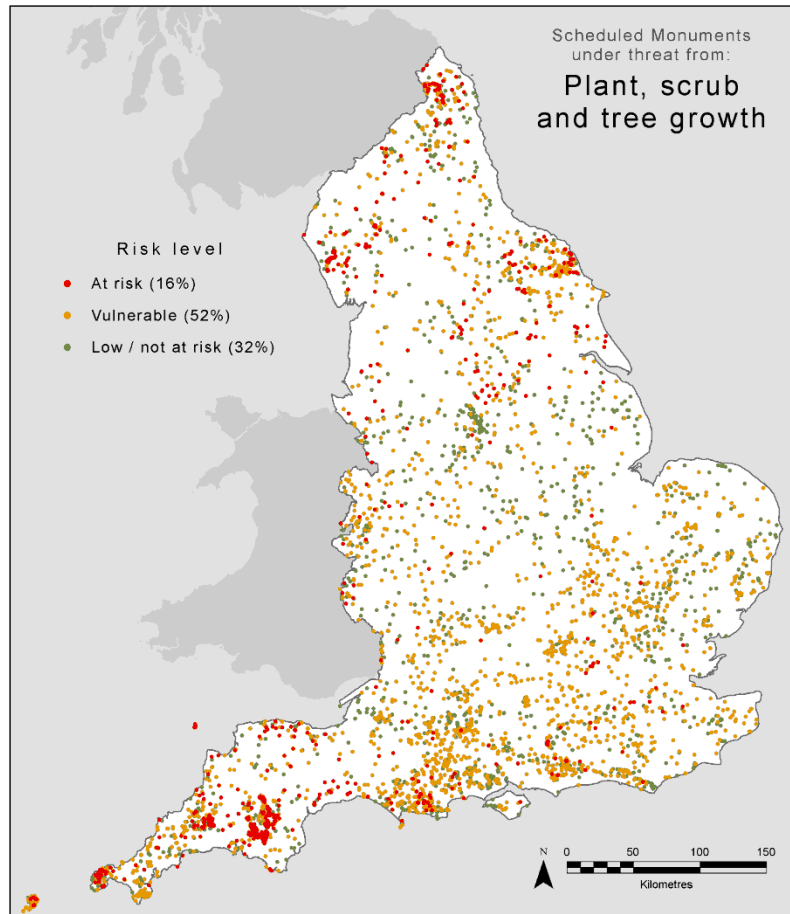 Scheduled Monuments
under threat from:
Plant, scrub
and tree growth
Risk level
At risk (16%)
Vulnerable (52%)
Low / not at risk (32%)
N
0 50 100 150
Kilometres